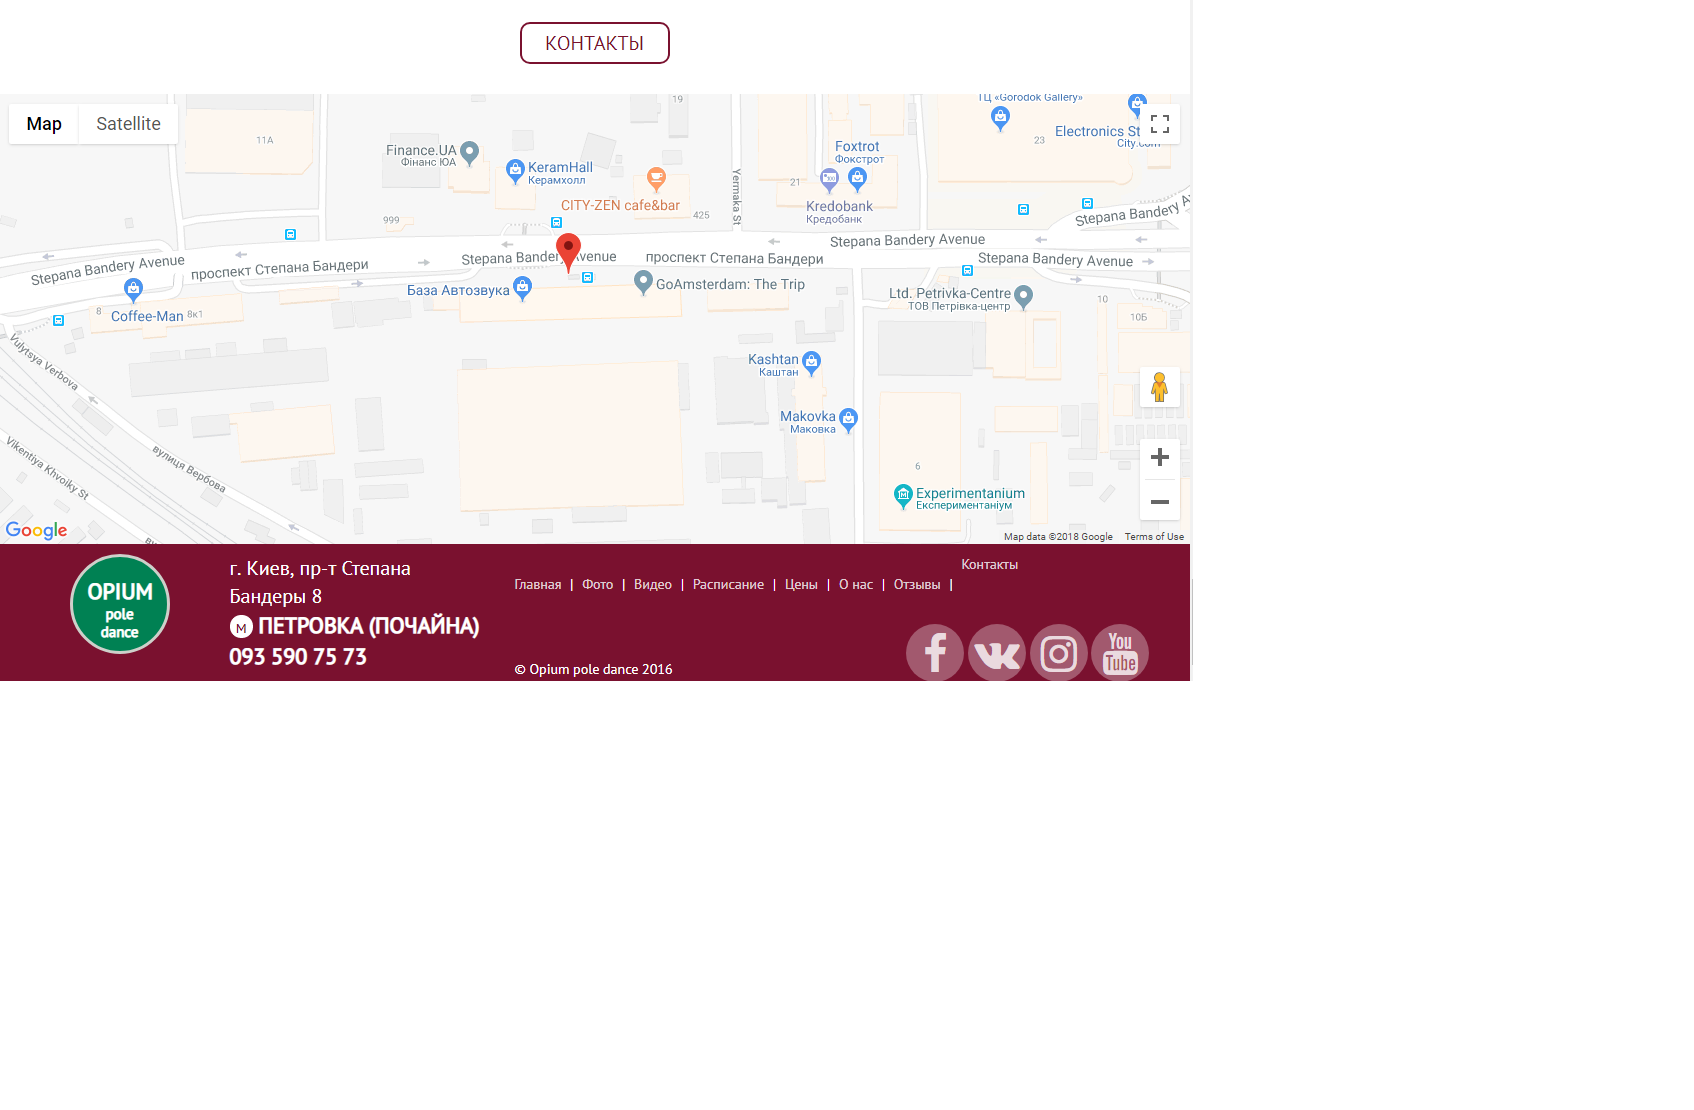 КОНТАКТЫ
Map
Satellite
11А
19
ТЦ «Gorodok Gallery»
23
Electronics St
City.com
Finance.UA
Фінанс ЮА
KeramHall
Керамхолл
CITY-ZEN cafe&bar
425
999
Yermaka St
Foxtrot
Фокстрот
21
Kredobank
Кредобанк
Stepana Bandery A
Stepana Bandery Avenue
проспект Степана Бандери
Stepana Bandery Avenue
проспект Степана Бандери
Stepana Bandery Avenue
Stepana Bandery Avenue
База Автозвука
GoAmsterdam: The Trip
Ltd. Petrivka-Centre
ТОВ Петрівка-центр
10
10Б
8
8к1
Coffee-Man
Vulytsya Verbova
Kashtan
Каштан
Makovka
Маковка
Vikentiya Khvoiky St
вулиця Вербова
6
Experimentanium
Експериментаніум
Google
Map data ©2018 Google
Terms of Use
OPIUM
pole
dance
г. Киев, пр-т Степана
Бандеры 8
М ПЕТРОВКА (ПОЧАЙНА)
093 590 75 73
Главная | Фото | Видео | Расписание | Цены | О нас | Отзывы |
Контакты
© Opium pole dance 2016
You
Tube